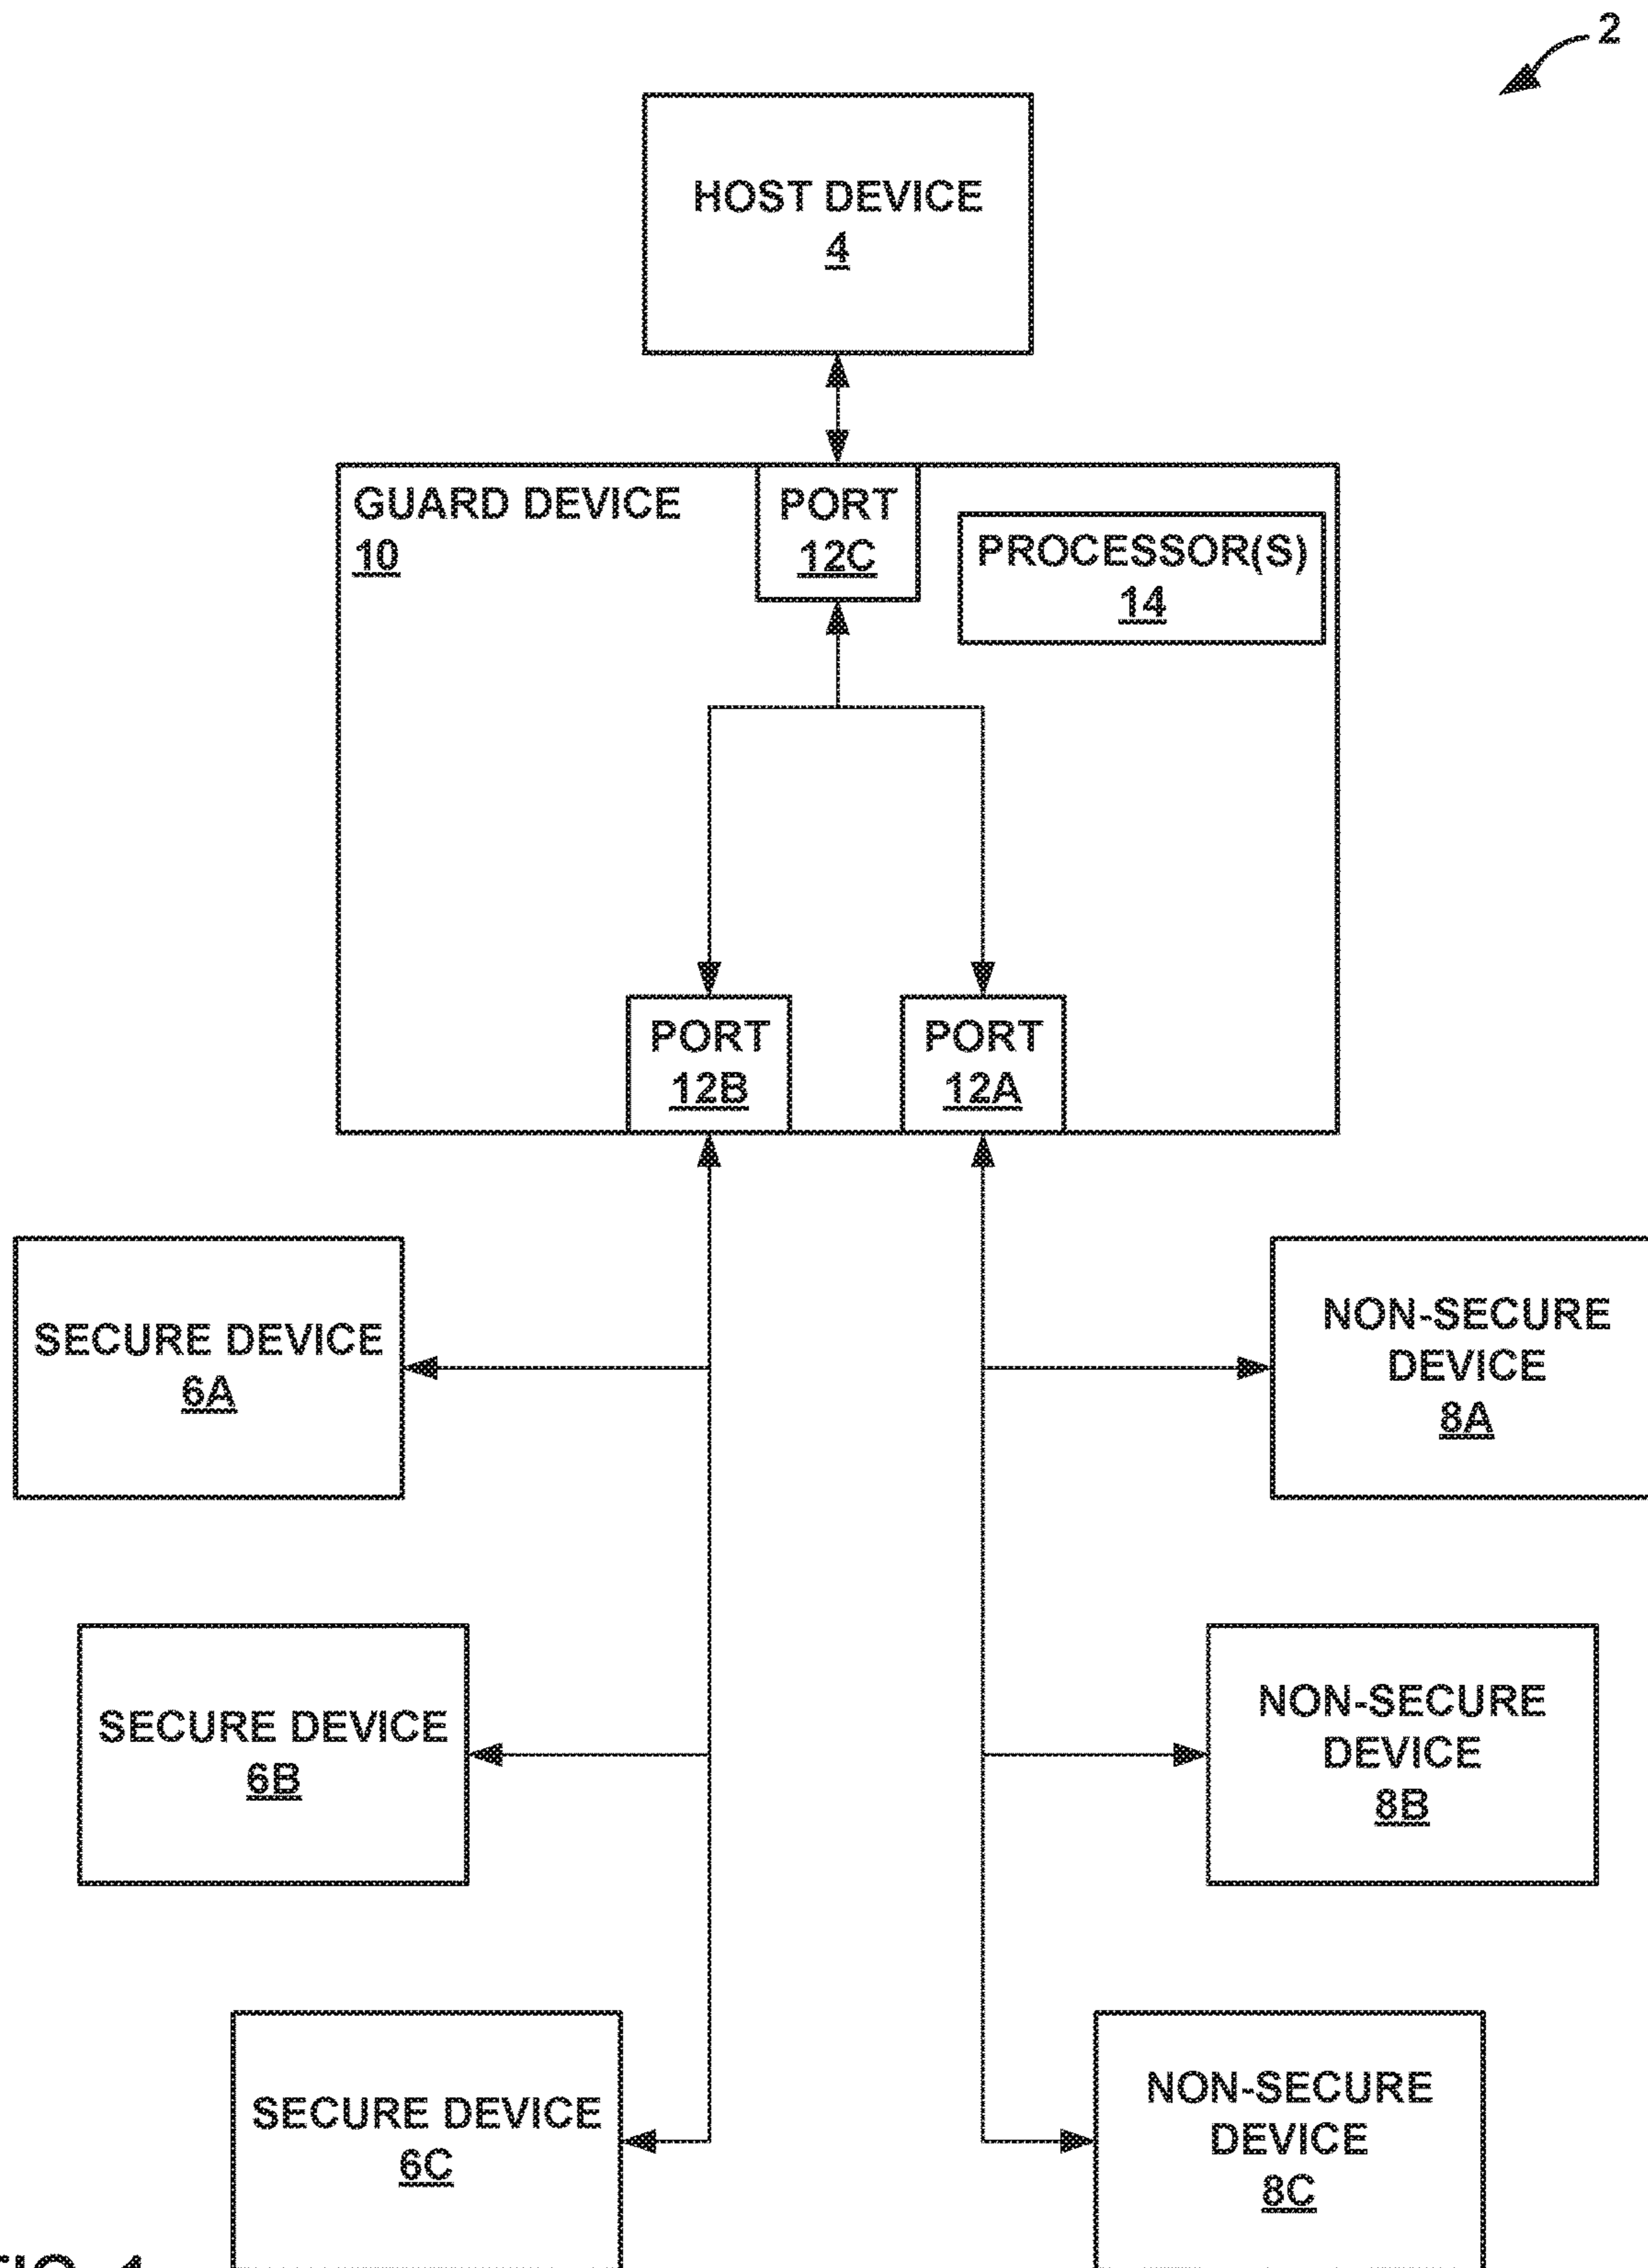 2
HOST DEVICE
4
GUARD DEVICE
10
PORT
12C
PROCESSOR(S)
14
PORT
12B
PORT
12A
SECURE DEVICE
6A
NON-SECURE
DEVICE
8A
SECURE DEVICE
6B
NON-SECURE
DEVICE
8B
SECURE DEVICE
6C
NON-SECURE
DEVICE
8C